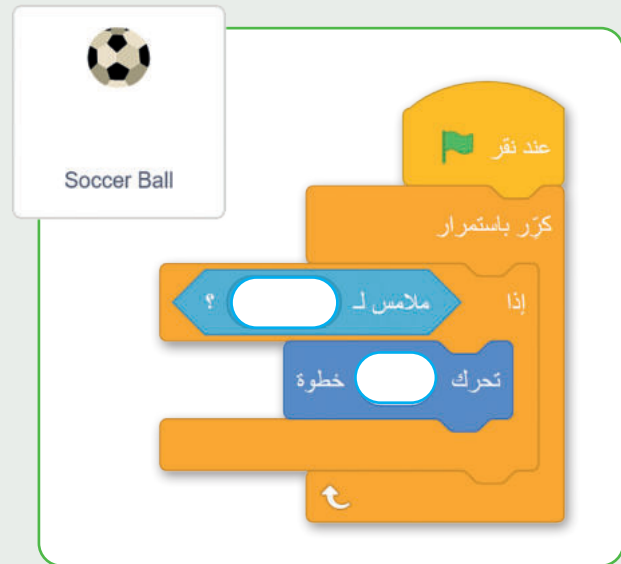 Soccer Ball
عند نقر
كرّر باستمرار
إذا ملامس لـ ؟
تحرك خطوة